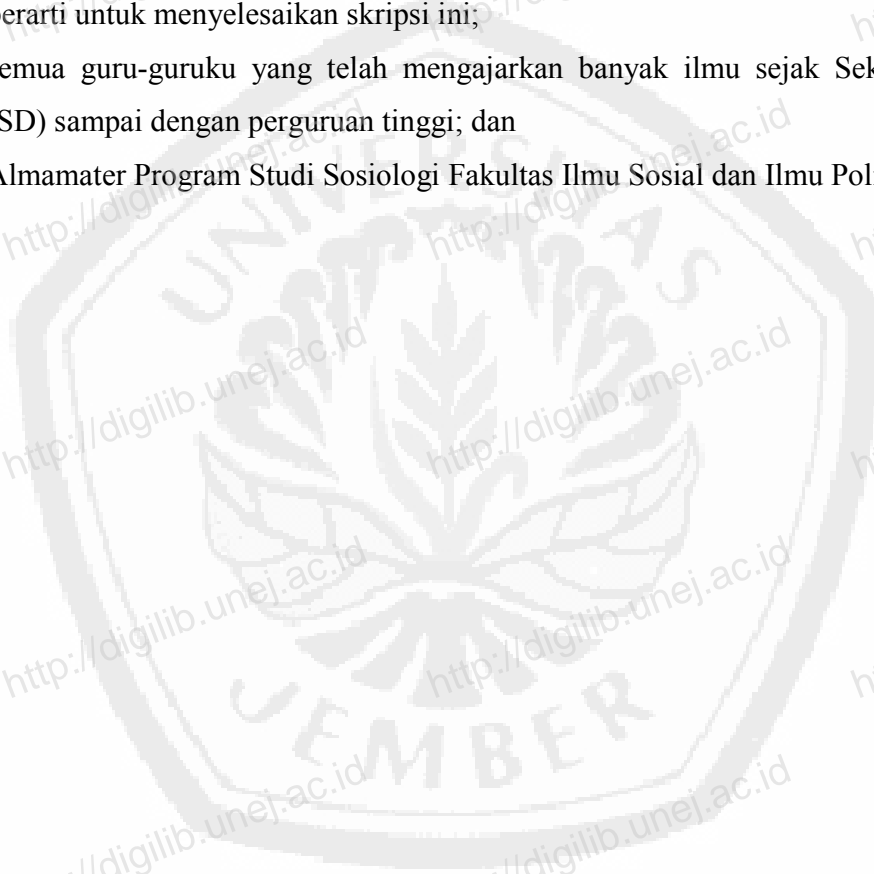 erarti untuk menyelesaikan skripsi ini;
emua guru-guruku yang telah mengajarkan banyak ilmu sejak Sek
SD) sampai dengan perguruan tinggi; dan
Almamater Program Studi Sosiologi Fakultas Ilmu Sosial dan Ilmu Pol
UNIVERSITAS
JEMBER
http://digilib.unej.ac.id
http://digilib.unej.ac.id
http://digilib.unej.ac.id
http://digilib.unej.ac.id
http://digilib.unej.ac.id
http://digilib.unej.ac.id
://digilib.unej.ac.id
://digilib.unej.ac.id